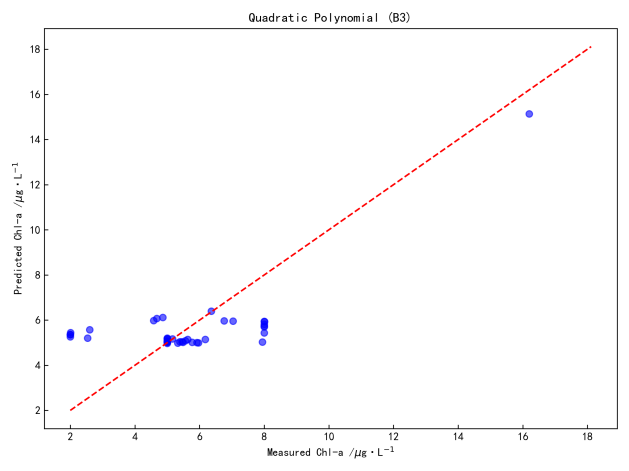 Quadratic Polynomial (B3)
Predicted Chl-a /μg·L⁻¹
18
16
14
12
10
8
6
4
2
2 4 6 8 10 12 14 16 18
Measured Chl-a /μg·L⁻¹